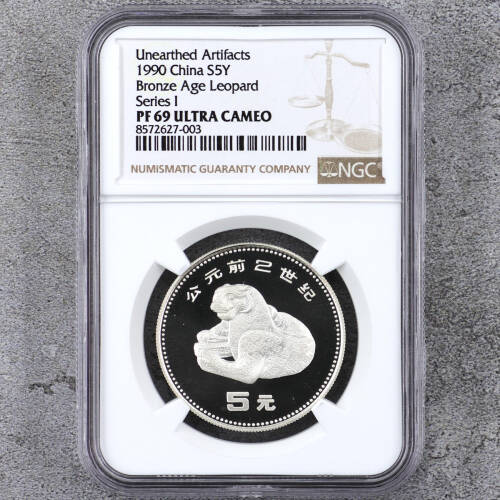 Unearthed Artifacts
1990 China S5Y
Bronze Age Leopard
Series I
PF 69 ULTRA CAMEO
8572627-003
NUMISMATIC GUARANTY COMPANY
NGC
公元前2世纪
5元